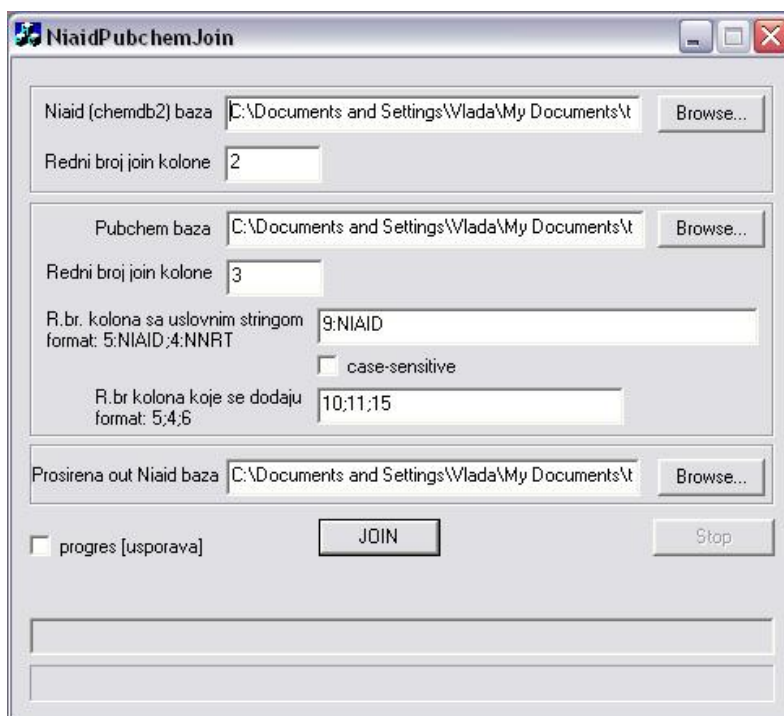 NiaidPubchemJoin
Niaid (chemdb2) baza C:\Documents and Settings\Vlada\My Documents\t Browse...
Redni broj join kolone 2
Pubchem baza C:\Documents and Settings\Vlada\My Documents\t Browse...
Redni broj join kolone 3
R.br. kolona sa uslovnim stringom
format: 5:NIAID;4:NNRT 9:NIAID
case-sensitive
R.br kolona koje se dodaju
format: 5;4;6 10;11;15
Prosirena out Niaid baza C:\Documents and Settings\Vlada\My Documents\t Browse...
progres [usporava] JOIN Stop